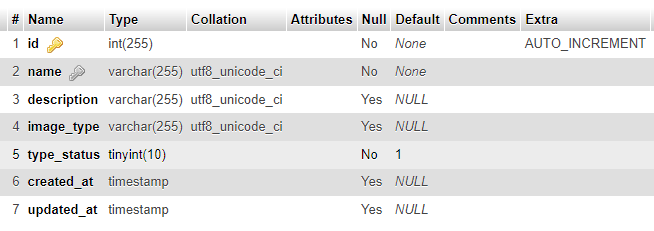 # Name Type Collation Attributes Null Default Comments Extra
1 id int(255) No None AUTO_INCREMENT
2 name varchar(255) utf8_unicode_ci No None
3 description varchar(255) utf8_unicode_ci Yes NULL
4 image_type varchar(255) utf8_unicode_ci Yes NULL
5 type_status tinyint(10) No 1
6 created_at timestamp Yes NULL
7 updated_at timestamp Yes NULL